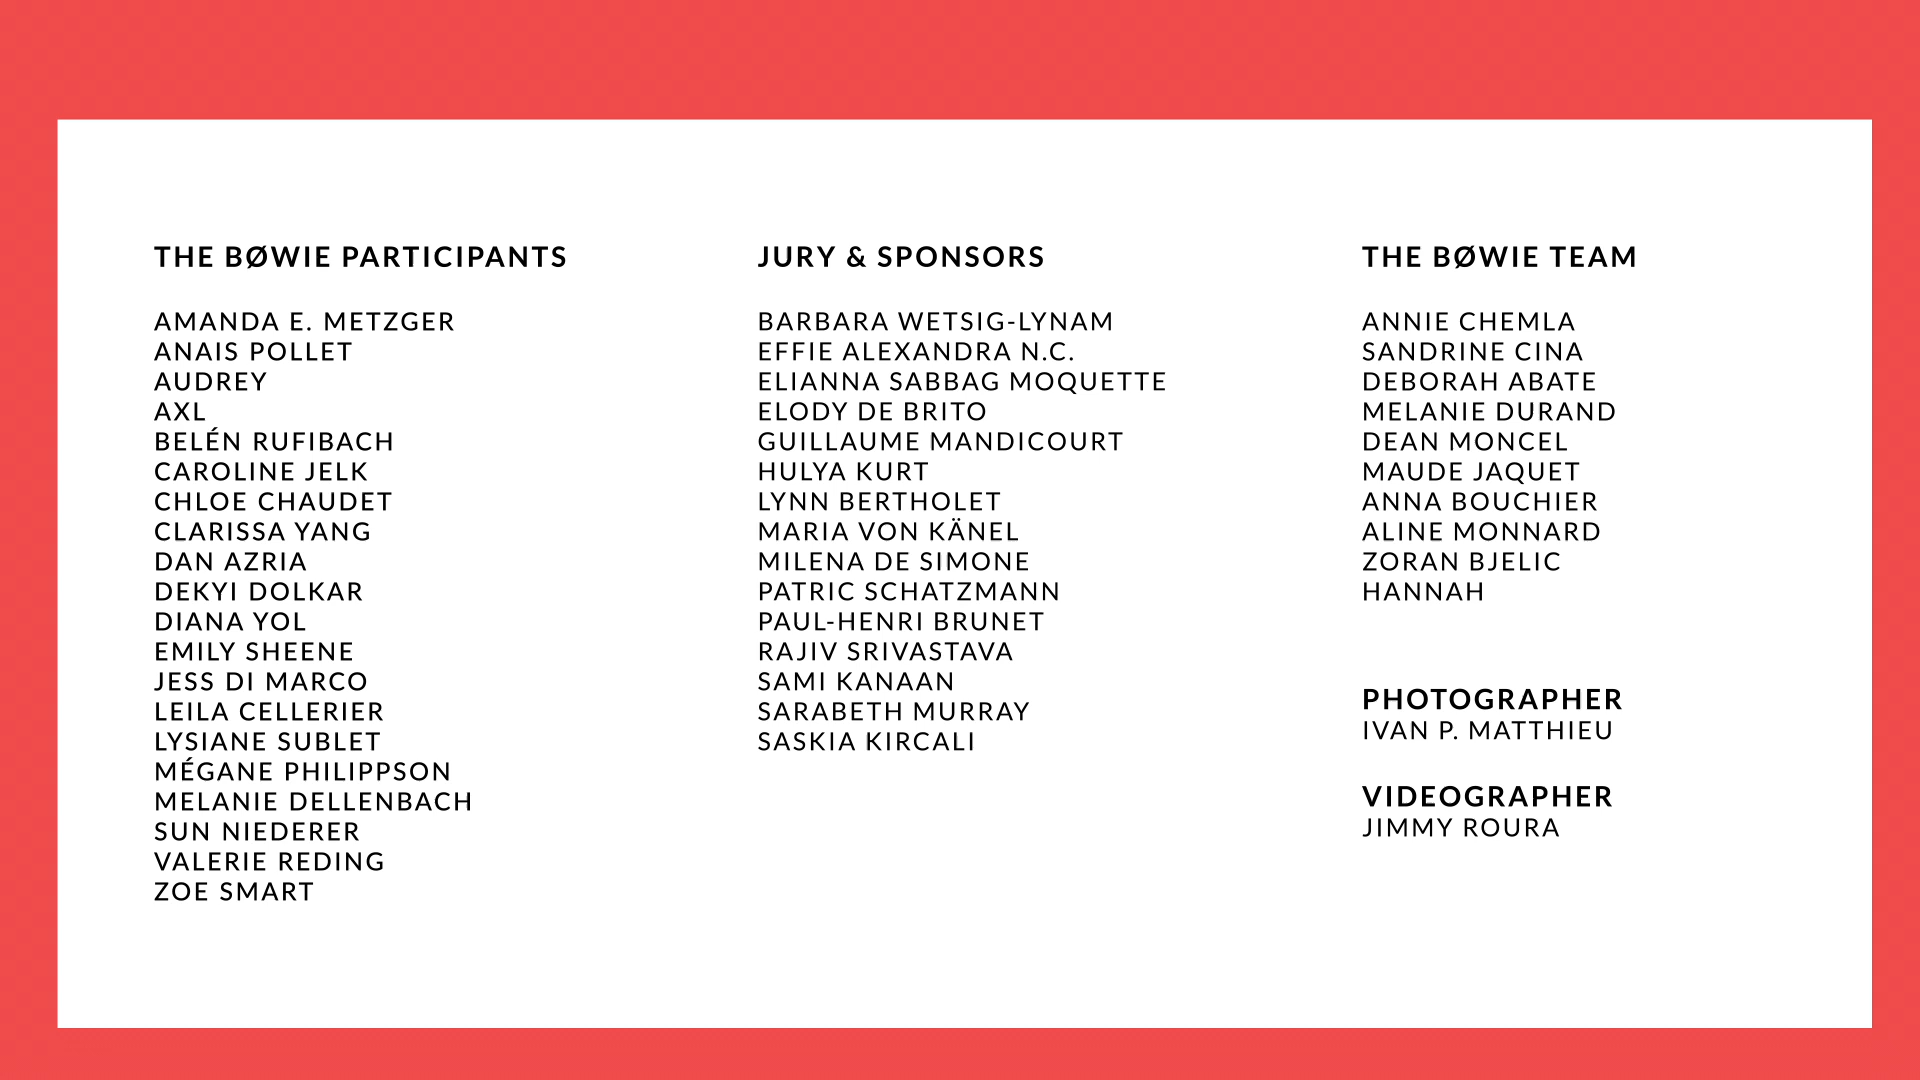 THE BØWIE PARTICIPANTS
AMANDA E. METZGER
ANAIS POLLET
AUDREY
AXL
BELÉN RUFIBACH
CAROLINE JELK
CHLOE CHAUDET
CLARISSA YANG
DAN AZRIA
DEKYI DOLKAR
DIANA YOL
EMILY SHEENE
JESS DI MARCO
LEILA CELLERIER
LYSIANE SUBLET
MÉGANE PHILIPPSON
MELANIE DELLENBACH
SUN NIEDERER
VALERIE REDING
ZOE SMART
JURY & SPONSORS
BARBARA WETSIG-LYNAM
EFFIE ALEXANDRA N.C.
ELIANNA SABBAG MOQUETTE
ELODY DE BRITO
GUILLAUME MANDICOURT
HULYA KURT
LYNN BERTHOLET
MARIA VON KÄNEL
MILENA DE SIMONE
PATRIC SCHATZMANN
PAUL-HENRI BRUNET
RAJIV SRIVASTAVA
SAMI KANAAN
SARABETH MURRAY
SASKIA KIRCALI
THE BØWIE TEAM
ANNIE CHEMLA
SANDRINE CINA
DEBORAH ABATE
MELANIE DURAND
DEAN MONCEL
MAUDE JAQUET
ANNA BOUCHIER
ALINE MONNARD
ZORAN BJELIC
HANNAH
PHOTOGRAPHER
IVAN P. MATTHIEU
VIDEOGRAPHER
JIMMY ROURA